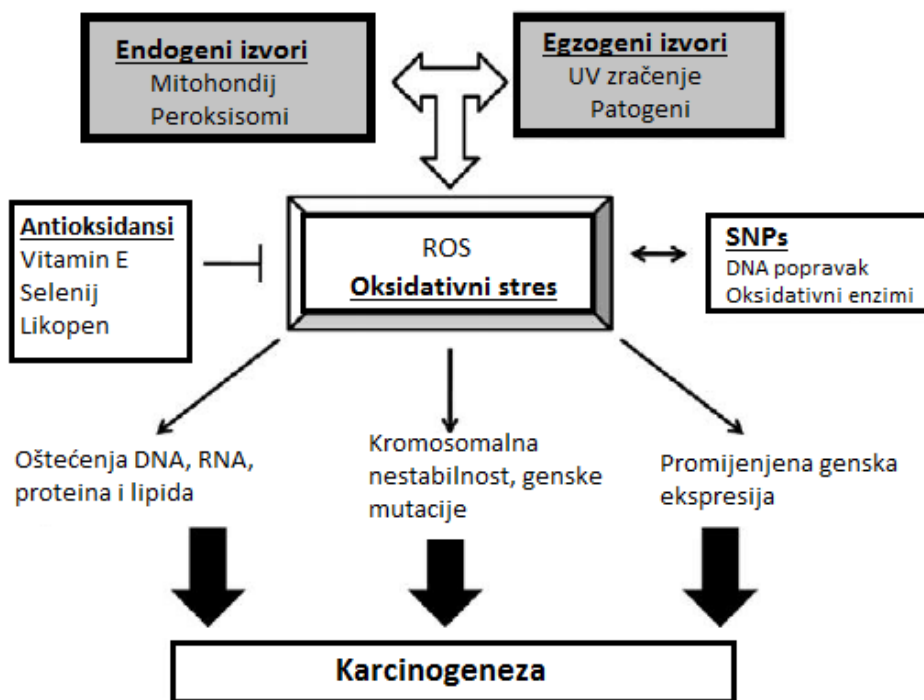 Endogeni izvori
Mitohondij
Peroksisomi
Egzogeni izvori
UV zračenje
Patogeni
Antioksidansi
Vitamin E
Selenij
Likopen
ROS
Oksidativni stres
SNPs
DNA popravak
Oksidativni enzimi
Oštećenja DNA, RNA,
proteina i lipida
Kromosomalna
nestabilnost, genske
mutacije
Promijenjena genska
ekspresija
Karcinogeneza